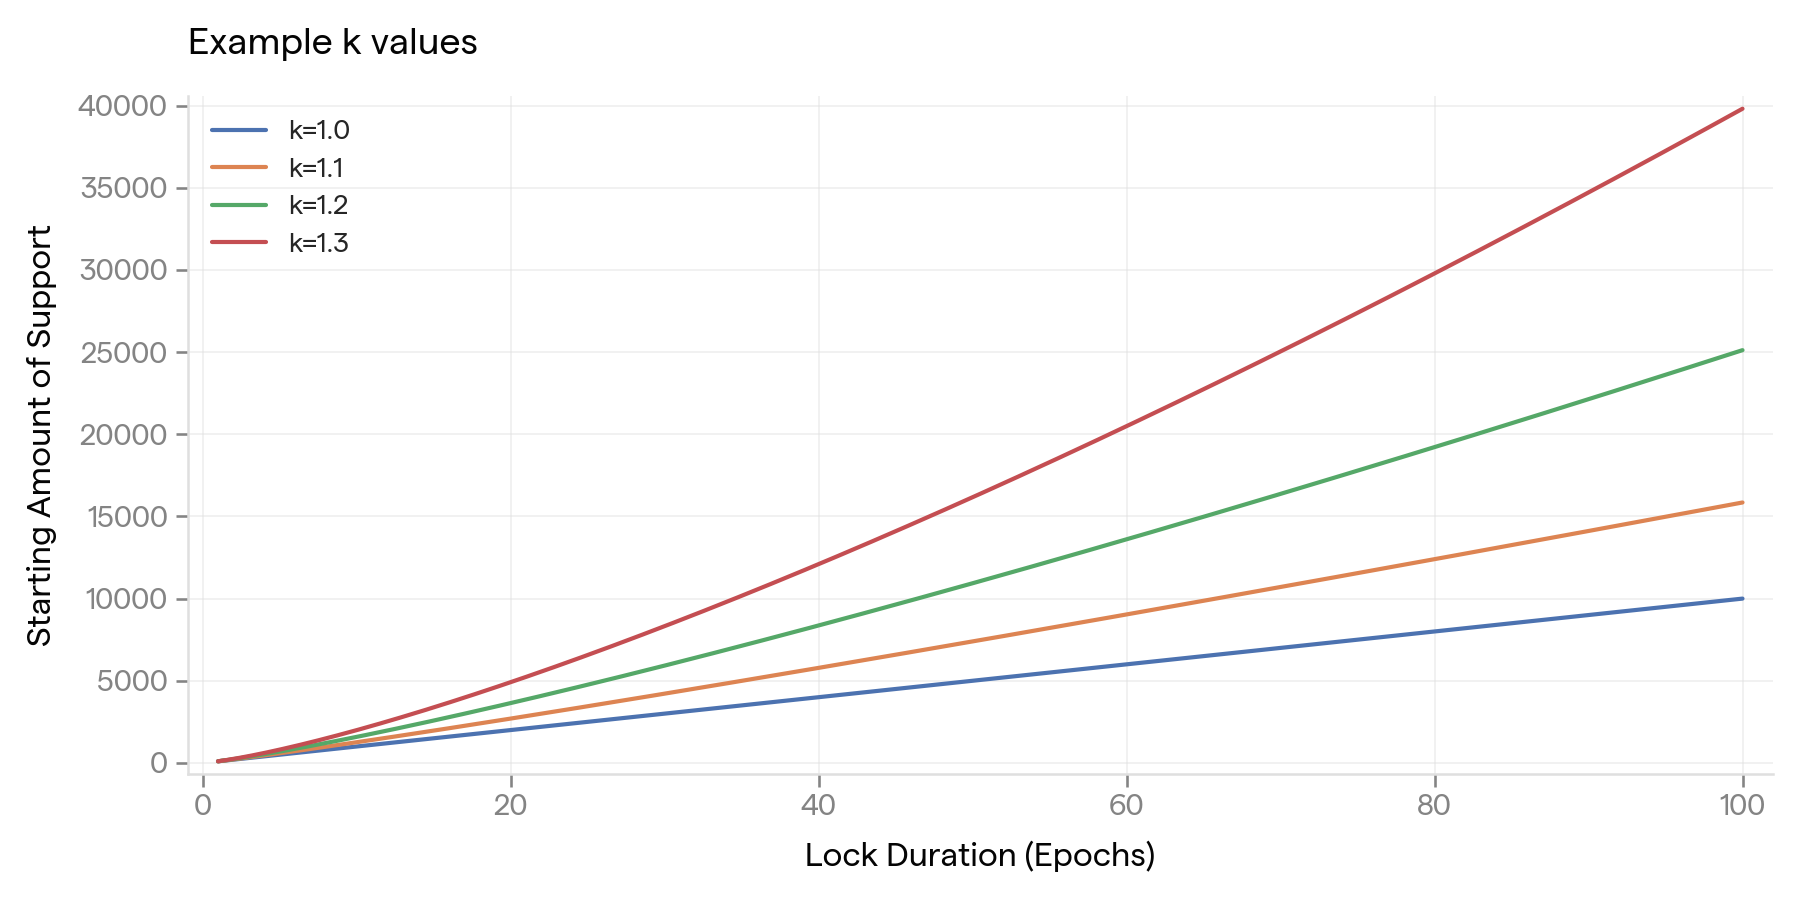 Example k values
40000
35000
30000
25000
20000
15000
10000
5000
0
k=1.0
k=1.1
k=1.2
k=1.3
Starting Amount of Support
0 20 40 60 80 100
Lock Duration (Epochs)